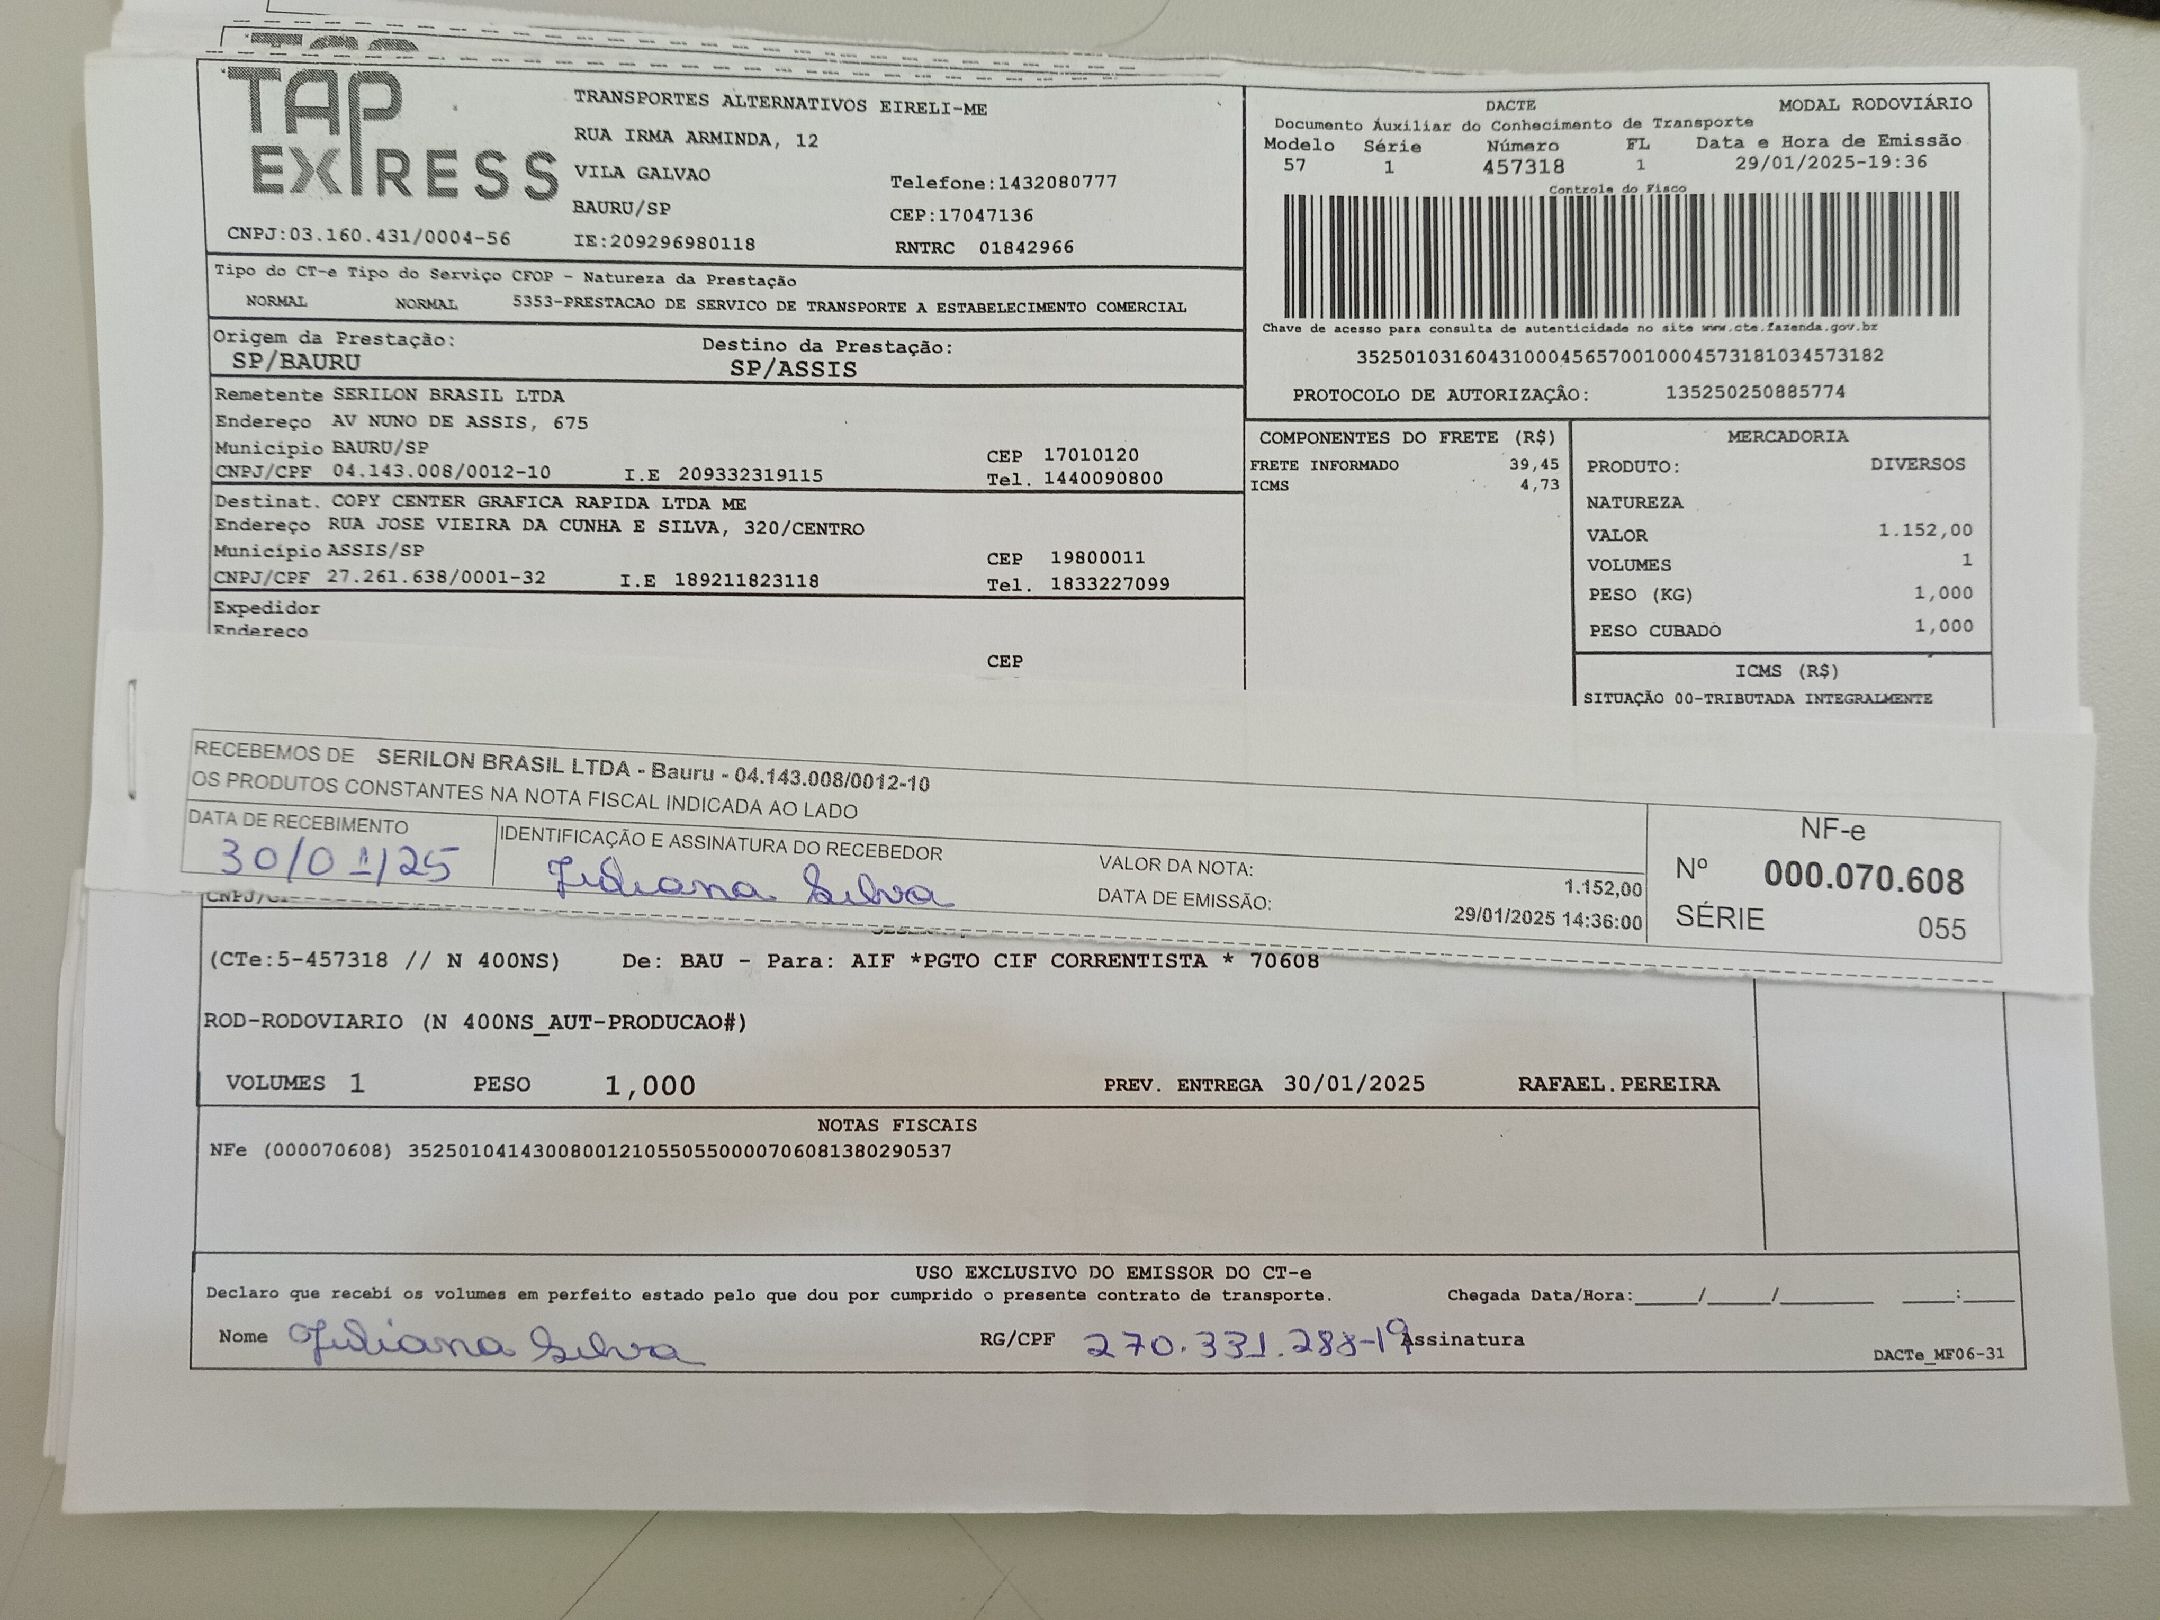 TAP EXPRESS
TRANSPORTES ALTERNATIVOS EIRELI-ME
RUA IRMA ARMINDA, 12
VILA GALVAO Telefone:1432080777
BAURU/SP CEP:17047136
CNPJ:03.160.431/0004-56 IE:209296980118 RNTRC 01842966
DACTE MODAL RODOVIÁRIO
Documento Auxiliar do Conhecimento de Transporte
Modelo Série Número FL Data e Hora de Emissão
57 1 457318 1 29/01/2025-19:36
Controle do Fisco
Chave de acesso para consulta de autenticidade no site www.cte.fazenda.gov.br
35250103160431000456570010004573181034573182
PROTOCOLO DE AUTORIZAÇÂO: 135250250885774
Tipo do CT-e Tipo do Serviço CFOP - Natureza da Prestação
NORMAL NORMAL 5353-PRESTACAO DE SERVICO DE TRANSPORTE A ESTABELECIMENTO COMERCIAL
Origem da Prestação: Destino da Prestação:
SP/BAURU SP/ASSIS
Remetente SERILON BRASIL LTDA
Endereço AV NUNO DE ASSIS, 675
Município BAURU/SP CEP 17010120
CNPJ/CPF 04.143.008/0012-10 I.E 209332319115 Tel. 1440090800
Destinat. COPY CENTER GRAFICA RAPIDA LTDA ME
Endereço RUA JOSE VIEIRA DA CUNHA E SILVA, 320/CENTRO
Município ASSIS/SP CEP 19800011
CNPJ/CPF 27.261.638/0001-32 I.E 189211823118 Tel. 1833227099
Expedidor
Endereço
CEP
COMPONENTES DO FRETE (R$)
FRETE INFORMADO 39,45
ICMS 4,73
MERCADORIA
PRODUTO: DIVERSOS
NATUREZA
VALOR 1.152,00
VOLUMES 1
PESO (KG) 1,000
PESO CUBADO 1,000
ICMS (R$)
SITUAÇÃO 00-TRIBUTADA INTEGRALMENTE
RECEBEMOS DE SERILON BRASIL LTDA - Bauru - 04.143.008/0012-10
OS PRODUTOS CONSTANTES NA NOTA FISCAL INDICADA AO LADO
DATA DE RECEBIMENTO IDENTIFICAÇÃO E ASSINATURA DO RECEBEDOR
30/01/25 Juliana Silva
VALOR DA NOTA: 1.152,00
DATA DE EMISSÃO: 29/01/2025 14:36:00
NF-e
Nº 000.070.608
SÉRIE 055
(CTe:5-457318 // N 400NS) De: BAU - Para: AIF *PGTO CIF CORRENTISTA * 70608
ROD-RODOVIARIO (N 400NS_AUT-PRODUCAO#)
VOLUMES 1 PESO 1,000 PREV. ENTREGA 30/01/2025 RAFAEL.PEREIRA
NOTAS FISCAIS
NFe (000070608) 35250104143008001210550550000706081380290537
USO EXCLUSIVO DO EMISSOR DO CT-e
Declaro que recebi os volumes em perfeito estado pelo que dou por cumprido o presente contrato de transporte. Chegada Data/Hora:____/____/______ ____:____
Nome Juliana Silva RG/CPF 270.331.288-19 Assinatura
DACTe_MF06-31